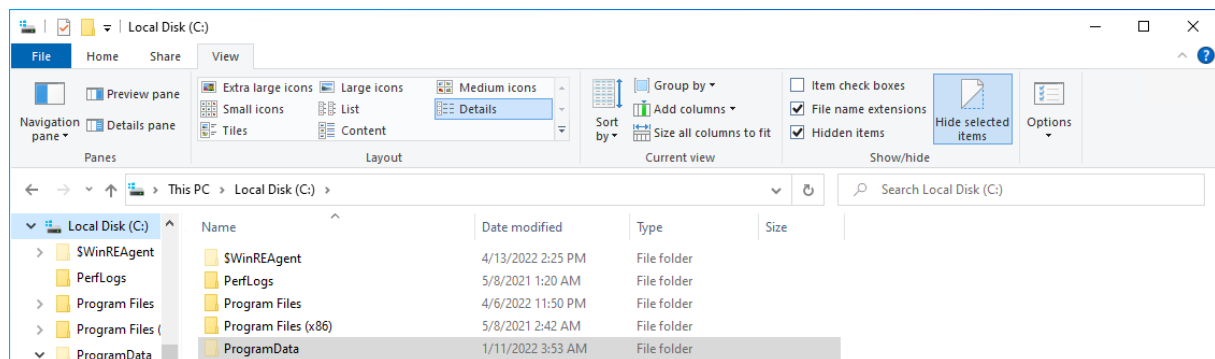 Local Disk (C:)
File Home Share View
Preview pane
Details pane
Navigation pane
Panes
Extra large icons Large icons Medium icons
Small icons List Details
Tiles Content
Layout
Sort by
Group by
Add columns
Size all columns to fit
Current view
Item check boxes
File name extensions
Hidden items
Hide selected items
Show/hide
Options
This PC > Local Disk (C:) >
Search Local Disk (C:)
Local Disk (C:)
$WinREAgent
PerfLogs
Program Files
Program Files (
ProgramData
Name Date modified Type Size
$WinREAgent 4/13/2022 2:25 PM File folder
PerfLogs 5/8/2021 1:20 AM File folder
Program Files 4/6/2022 11:50 PM File folder
Program Files (x86) 5/8/2021 2:42 AM File folder
ProgramData 1/11/2022 3:53 AM File folder